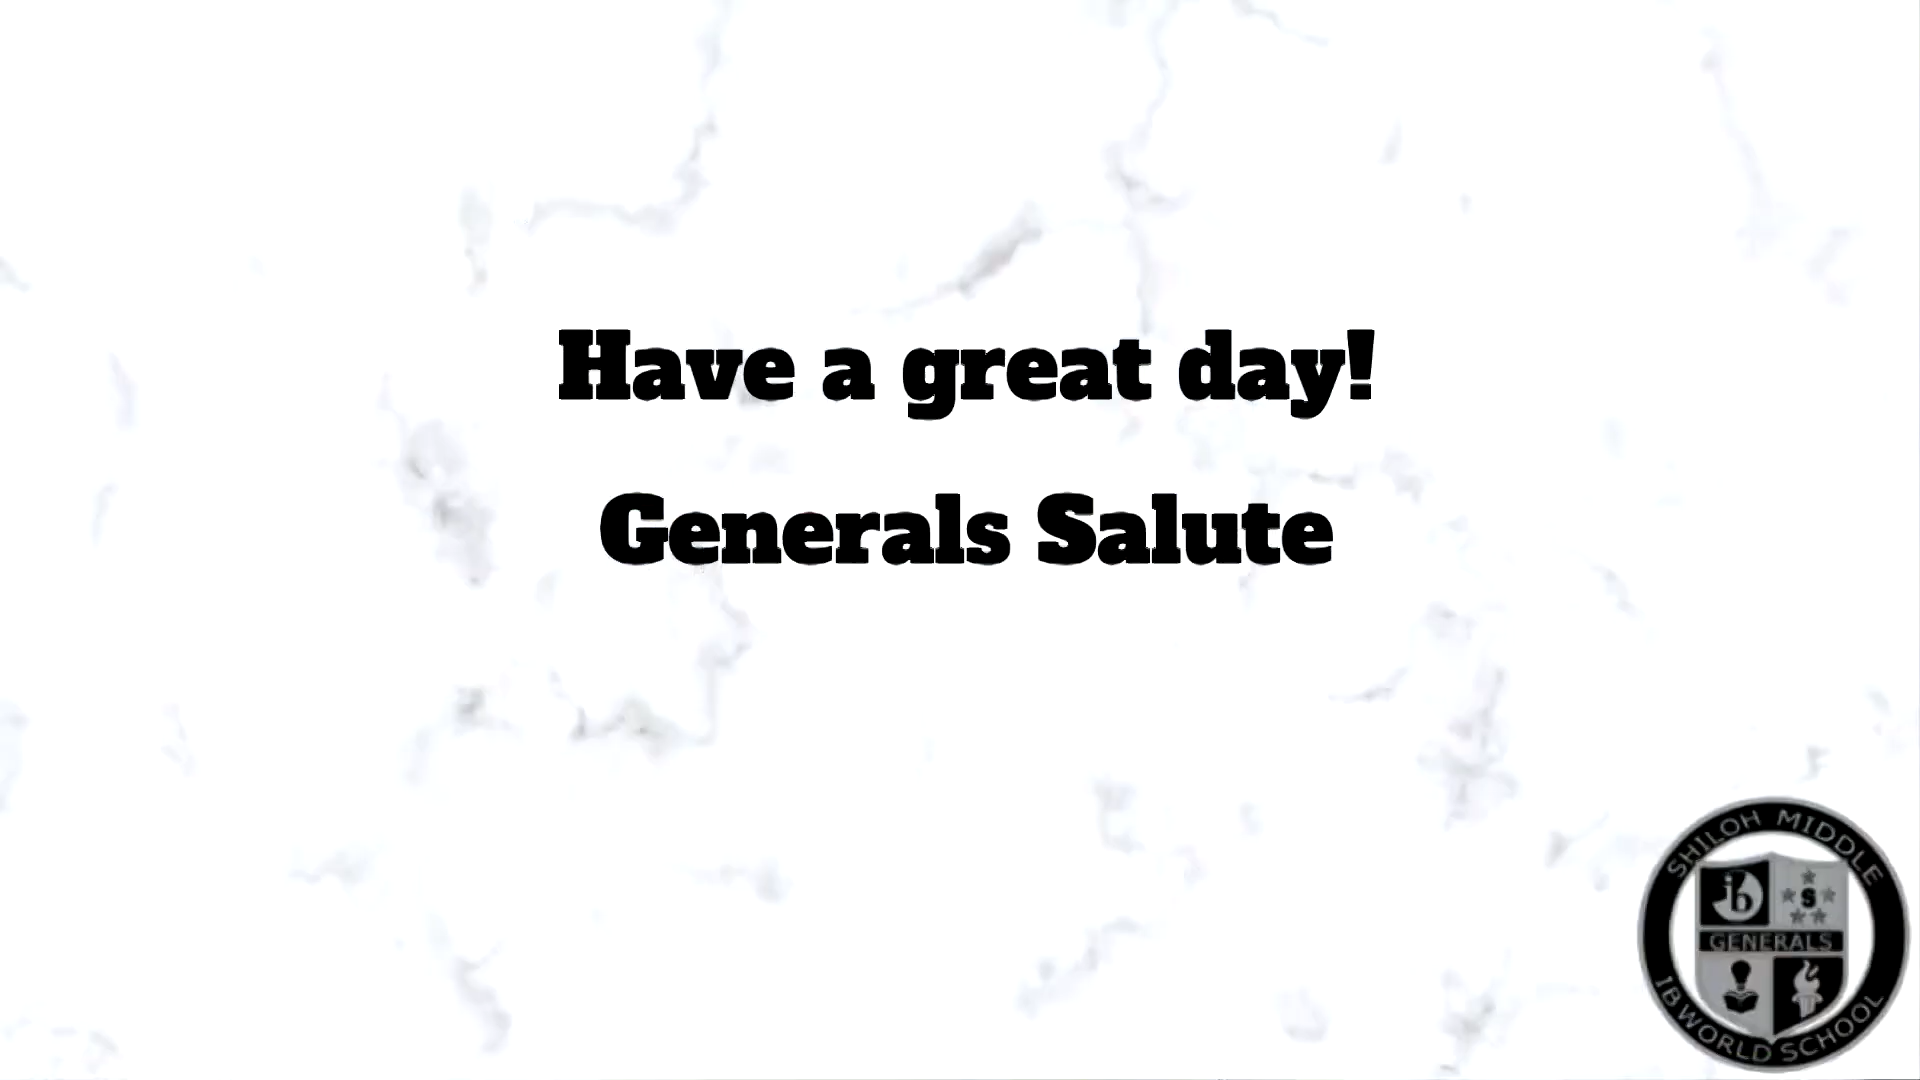 Have a great day!
Generals Salute
SHILOH MIDDLE
ib
S
GENERALS
IB WORLD SCHOOL